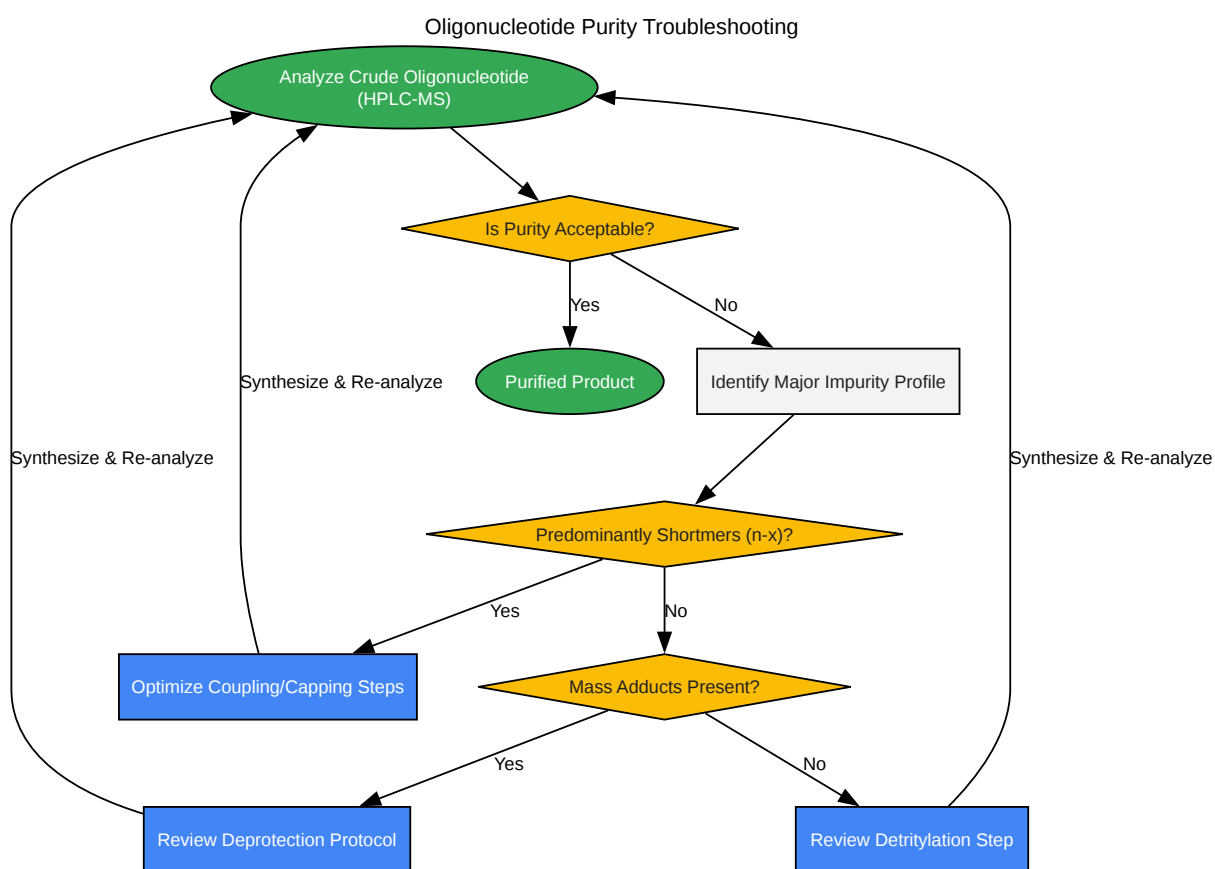 Oligonucleotide Purity Troubleshooting
Analyze Crude Oligonucleotide
(HPLC-MS)
Is Purity Acceptable?
Yes
No
Purified Product
Identify Major Impurity Profile
Synthesize & Re-analyze
Synthesize & Re-analyze
Synthesize & Re-analyze
Predominantly Shortmers (n-x)?
Yes
No
Optimize Coupling/Capping Steps
Mass Adducts Present?
Yes
No
Review Deprotection Protocol
Review Detritylation Step